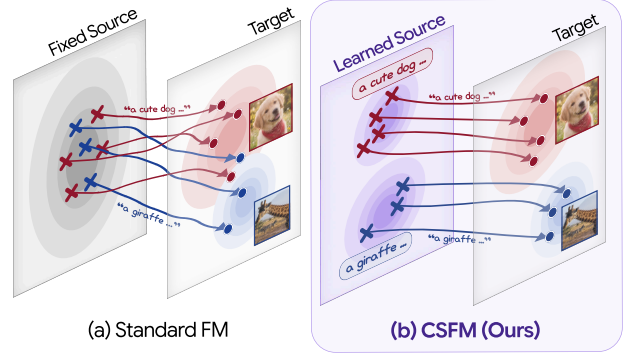 Fixed Source
Target
“a cute dog ...”
“a giraffe ...”
(a) Standard FM
Learned Source
Target
a cute dog ...
“a cute dog ...”
a giraffe ...
“a giraffe ...”
(b) CSFM (Ours)